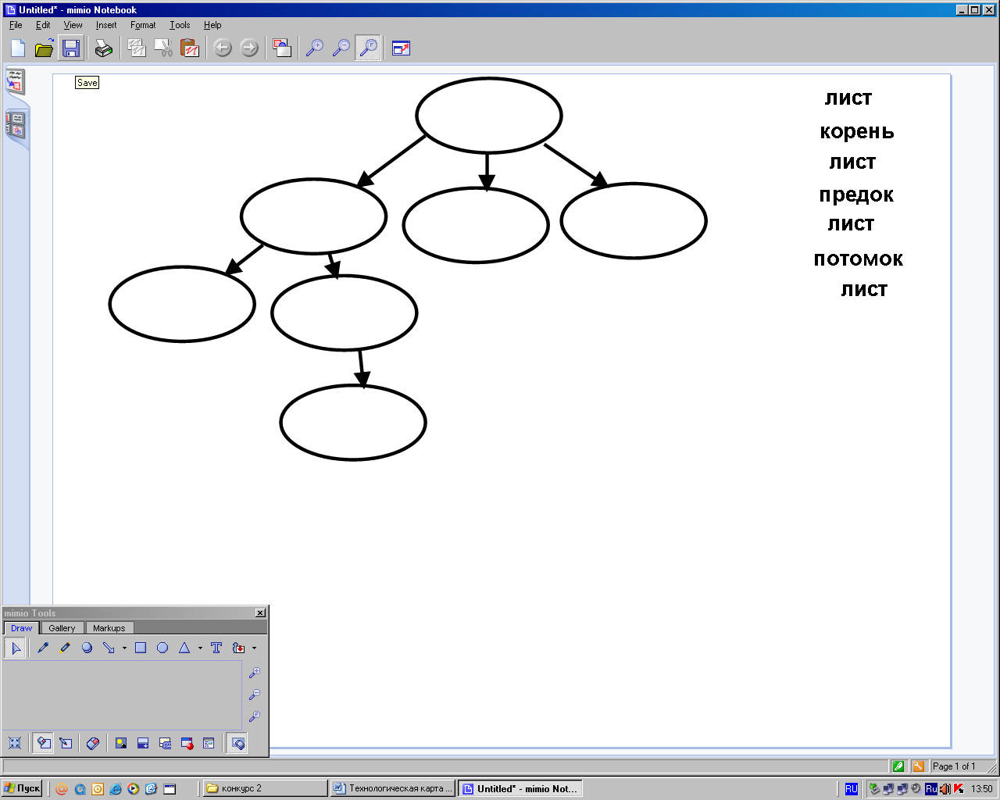 Untitled* - mimio Notebook
File Edit View Insert Format Tools Help
Save
лист
корень
лист
предок
лист
потомок
лист
mimio Tools
Draw Gallery Markups
Page 1 of 1
Пуск конкурс 2 Технологическая карта ... Untitled* - mimio Not... RU Ru 13:50